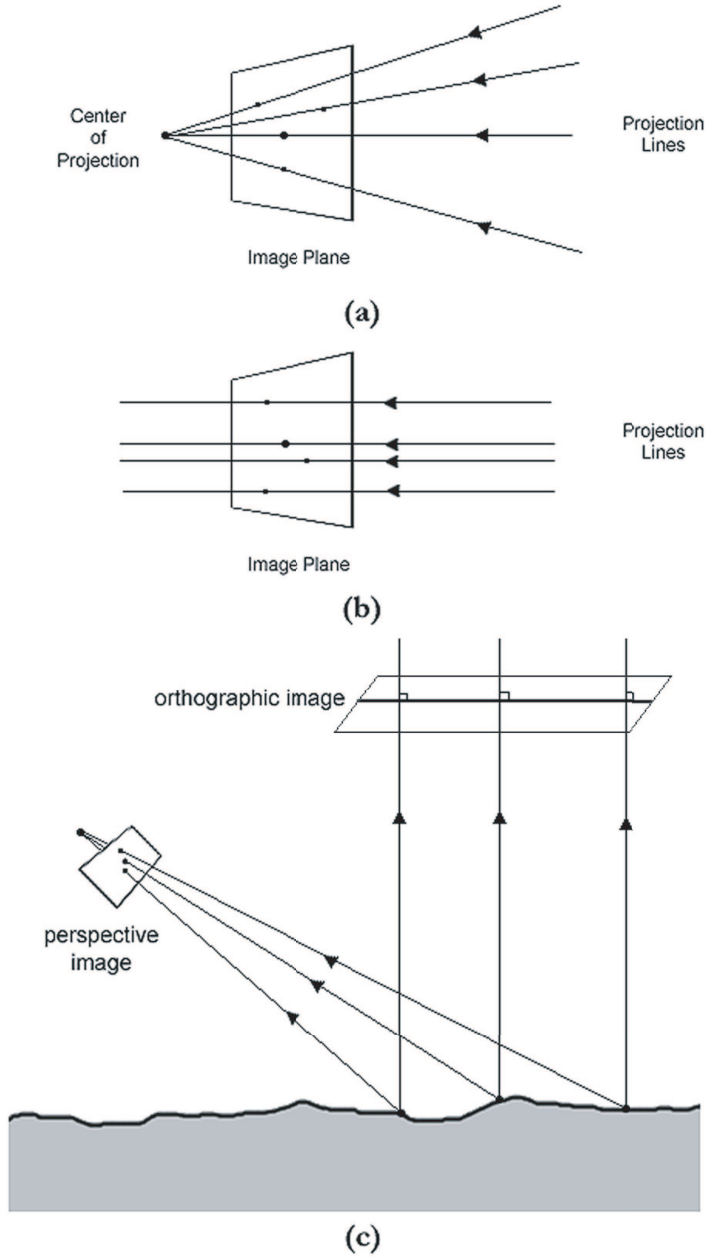 Center
of
Projection
Projection
Lines
Image Plane
(a)
Projection
Lines
Image Plane
(b)
orthographic image
perspective
image
(c)